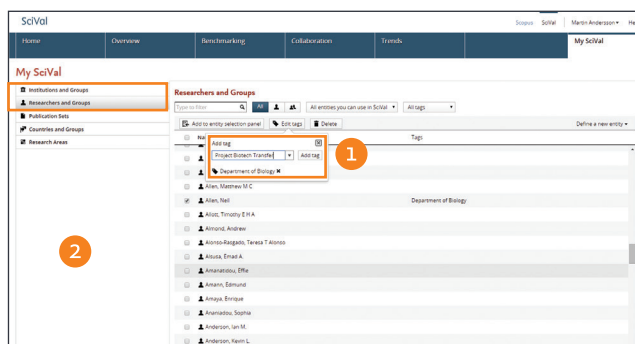 SciVal
Scopus SciVal Martin Andersson
Home Overview Benchmarking Collaboration Trends My SciVal
My SciVal
Institutions and Groups
Researchers and Groups
Publication Sets
Countries and Groups
Research Areas
Researchers and Groups
Type to filter All All entities you can use in SciVal All tags
Add to entity selection panel Edit tags Delete Define a new entity
Tags
Add tag
Project Biotech Transfer Add tag
Department of Biology
1
Allen, Matthew M C
Allen, Neil Department of Biology
Allott, Timothy E H A
Almond, Andrew
Alonso-Rasgado, Teresa T Alonso
Alsusa, Emad A.
Amanatidou, Effie
Amann, Edmund
Amaya, Enrique
Ananiadou, Sophia
Anderson, Ian M.
Anderson, Kevin L.
2